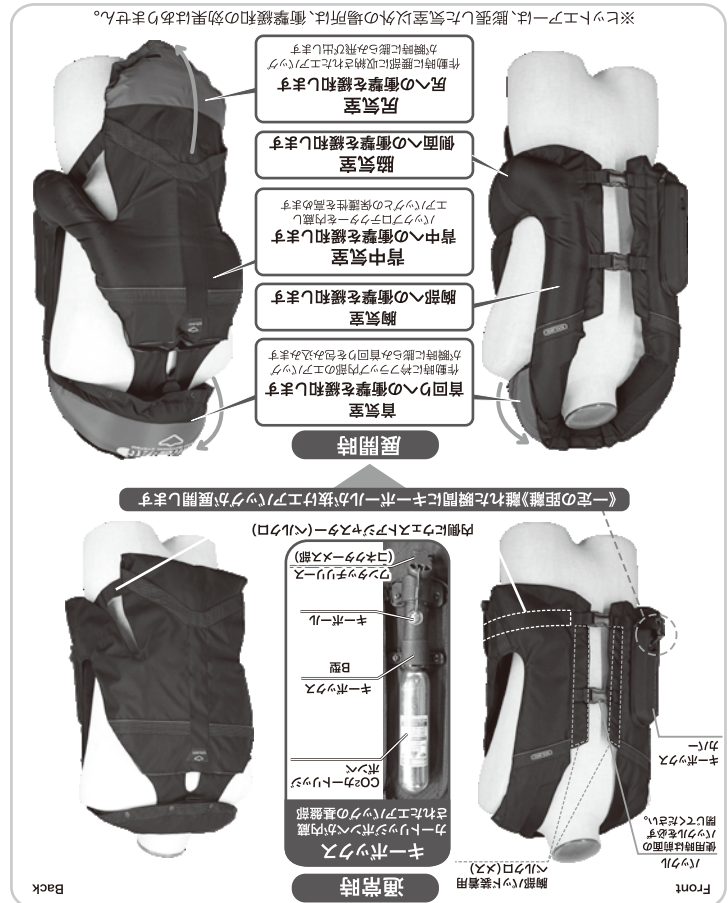 Front
Back
通常時
胸部パッド装着用
ベルクロ(メス)
バックル
使用時は前面の
バックルを必ず
閉じてください。
キーボックス
カバー
キーボックス
カートリッジボンベが内蔵
されたエアバッグの基盤部
CO2カートリッジ
ボンベ
キーボックス
B型
キーボール
ワンタッチリリース
(コネクターメス部)
内側にウェストアジャスター(ベルクロ)
《一定の距離》離れた瞬間にキーボールが抜けエアバッグが展開します
展開時
首気室
首回りへの衝撃を緩和します
作動時に衿フラップ内部のエアバッグ
が瞬時に膨らみ首回りを包み込みます
胸気室
胸部への衝撃を緩和します
背中気室
背中への衝撃を緩和します
バックプロテクターを内蔵し
エアバッグとの保護性を高めます
脇気室
側面への衝撃を緩和します
尻気室
尻への衝撃を緩和します
作動時に腰部に収納されたエアバッグ
が瞬時に膨らみ飛び出します
※ヒットエアーは、膨張した気室以外の場所は、衝撃緩和の効果はありません。